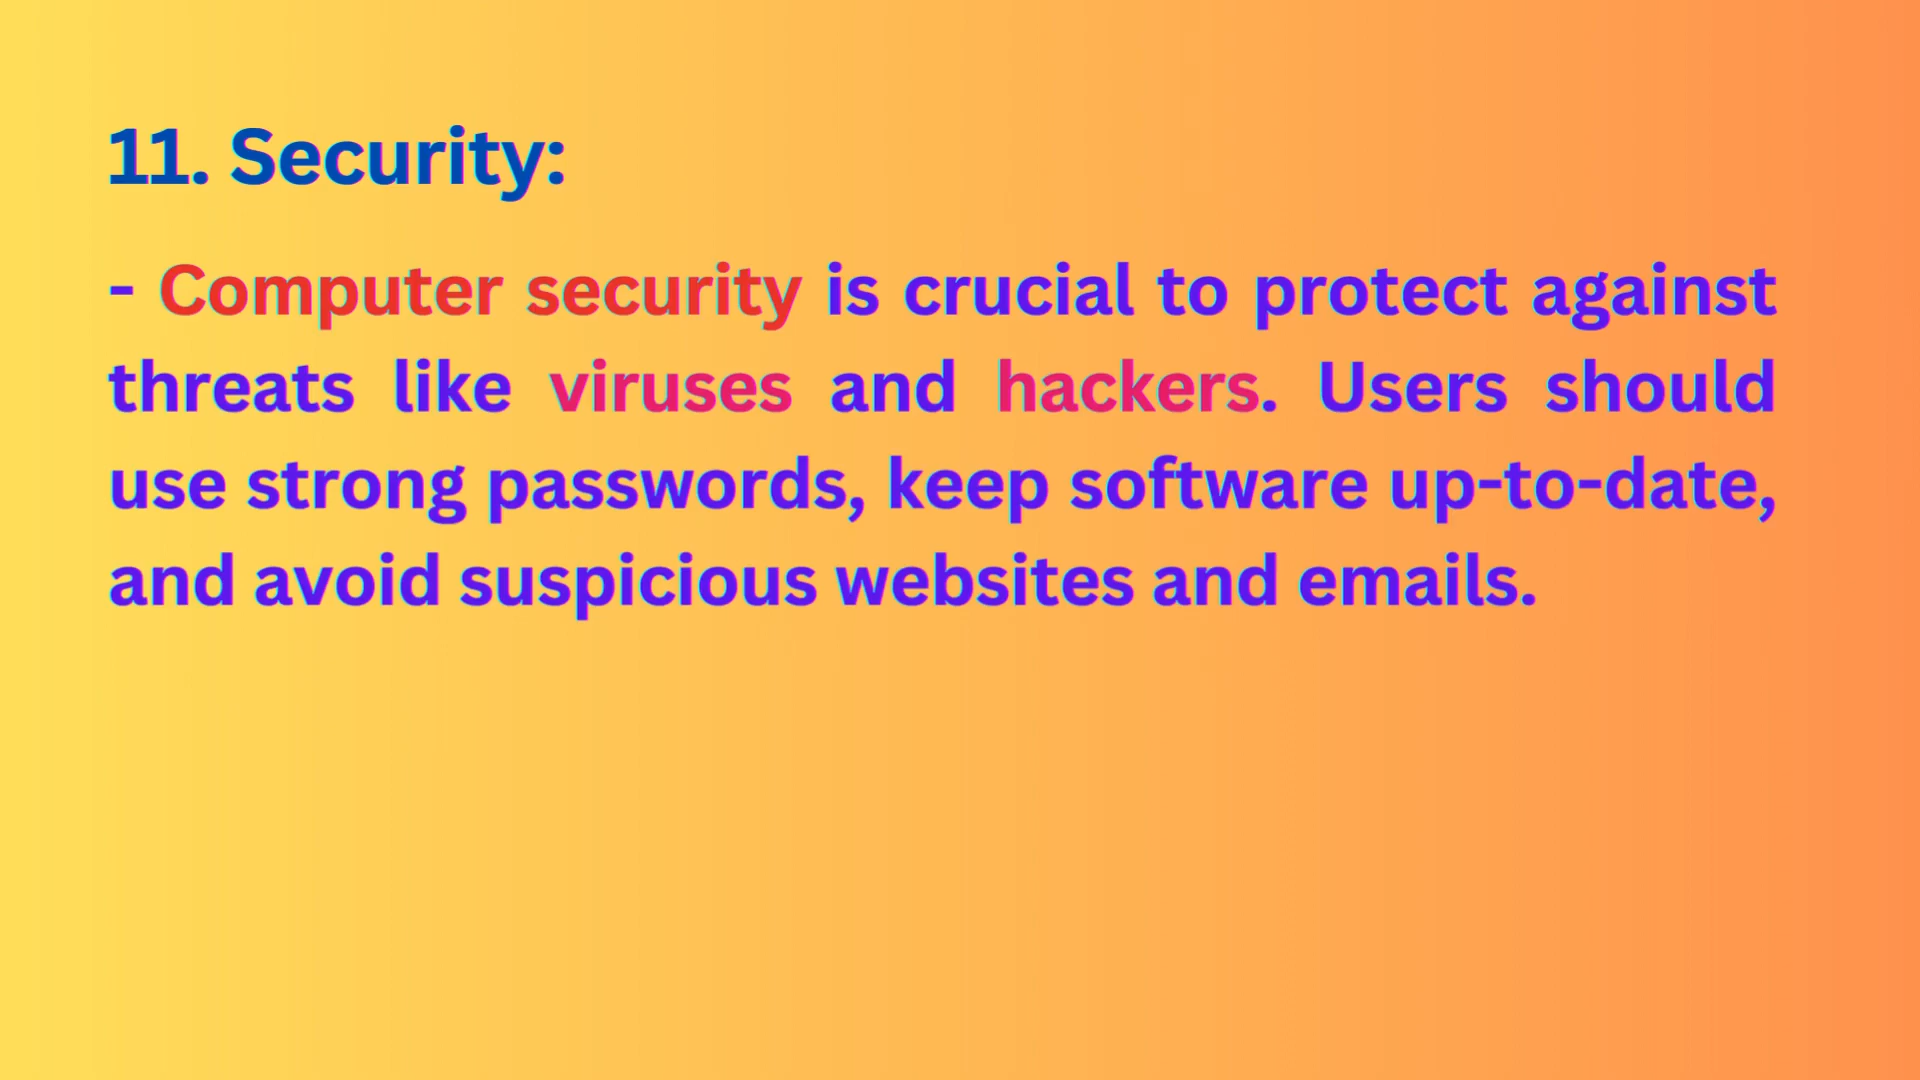 11. Security:
- Computer security is crucial to protect against
threats like viruses and hackers. Users should
use strong passwords, keep software up-to-date,
and avoid suspicious websites and emails.